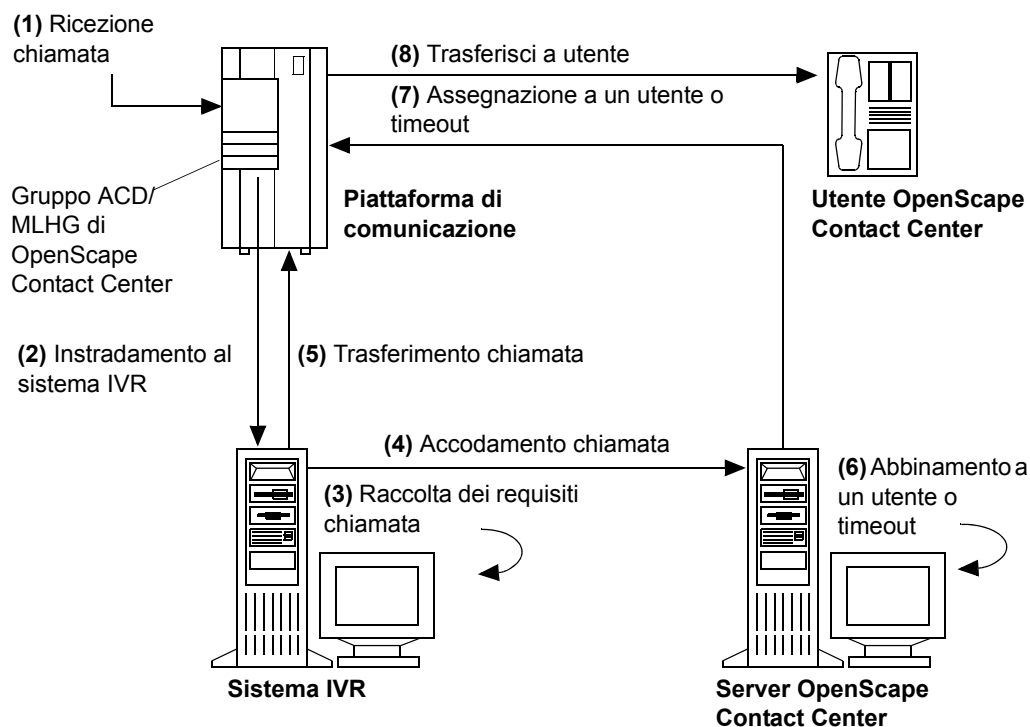 (1) Ricezione
chiamata
(8) Trasferisci a utente
(7) Assegnazione a un utente o
timeout
Gruppo ACD/
MLHG di
OpenScape
Contact Center
Piattaforma di
comunicazione
Utente OpenScape
Contact Center
(2) Instradamento al
sistema IVR
(5) Trasferimento chiamata
(4) Accodamento chiamata
(3) Raccolta dei requisiti
chiamata
(6) Abbinamento a
un utente o
timeout
Sistema IVR
Server OpenScape
Contact Center